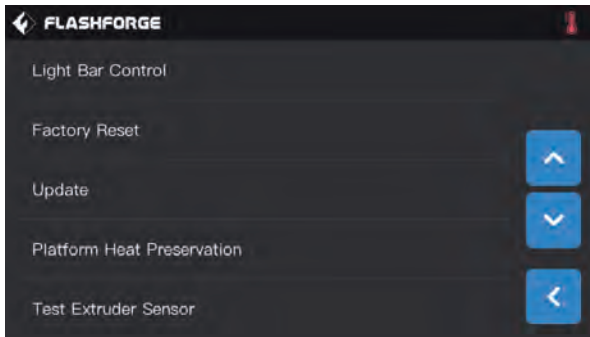 FLASHFORGE
Light Bar Control
Factory Reset
Update
Platform Heat Preservation
Test Extruder Sensor